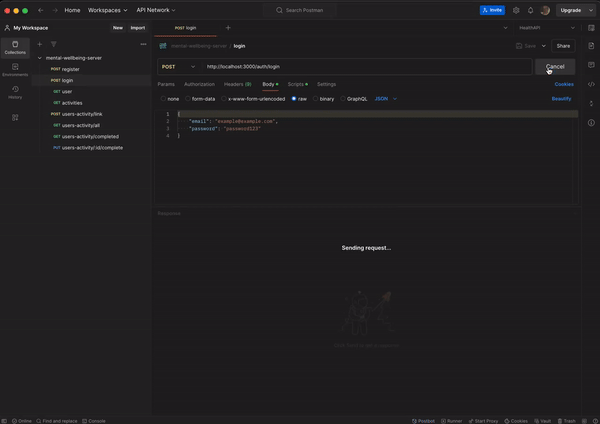 Home Workspaces API Network Search Postman Invite Upgrade
My Workspace New Import POST login HealthAPI
Collections
Environments
History
mental-wellbeing-server
POST register
POST login
GET user
GET activities
POST users-activity/link
GET users-activity/all
GET users-activity/completed
PUT users-activity/:id/complete
mental-wellbeing-server / login Save Share
POST http://localhost:3000/auth/login Cancel
Params Authorization Headers (9) Body Scripts Settings Cookies
none form-data x-www-form-urlencoded raw binary GraphQL JSON Beautify
1 {
2 "email": "example@example.com",
3 "password": "password123"
4 }
Response
Sending request...
Online Find and replace Console Postbot Runner Start Proxy Cookies Vault Trash